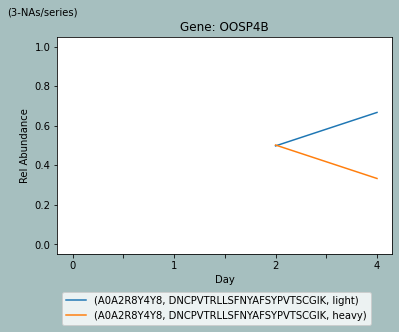 (3-NAs/series)
Gene: OOSP4B
1.0
0.8
0.6
0.4
0.2
0.0
Rel Abundance
0 1 2 4
Day
(A0A2R8Y4Y8, DNCPVTRLLSFNYAFSYPVTSCGIK, light)
(A0A2R8Y4Y8, DNCPVTRLLSFNYAFSYPVTSCGIK, heavy)